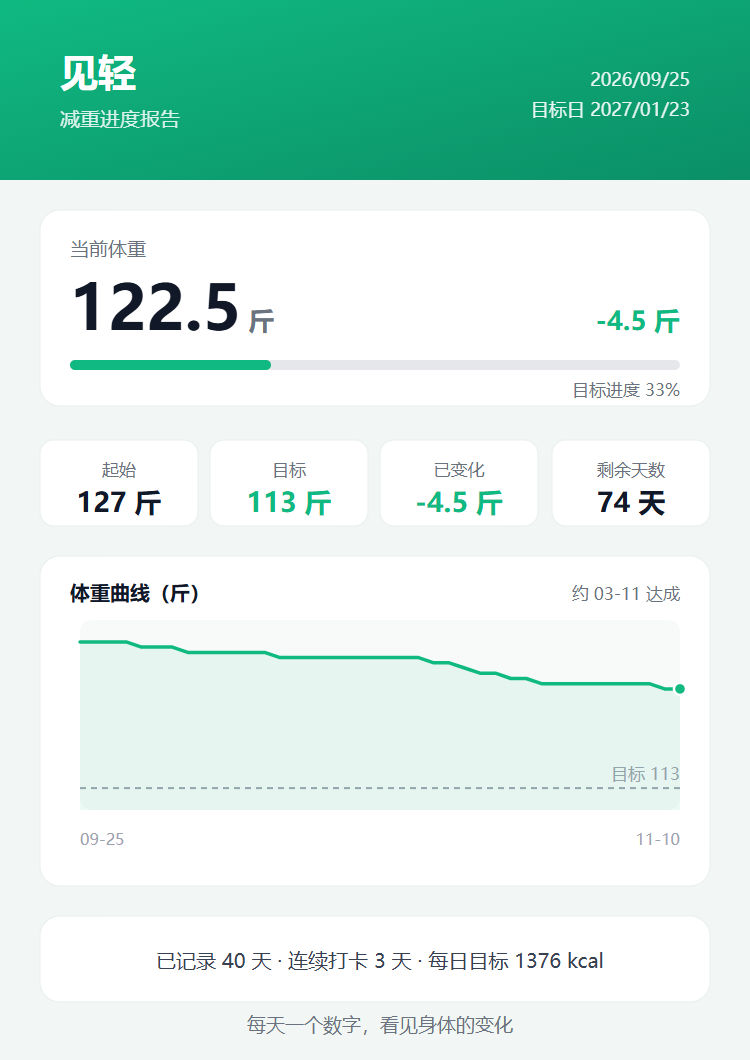 见轻
减重进度报告
2026/09/25
目标日 2027/01/23
当前体重
122.5 斤
-4.5 斤
目标进度 33%
起始
127 斤
目标
113 斤
已变化
-4.5 斤
剩余天数
74 天
体重曲线（斤）
约 03-11 达成
目标 113
09-25
11-10
已记录 40 天 · 连续打卡 3 天 · 每日目标 1376 kcal
每天一个数字，看见身体的变化